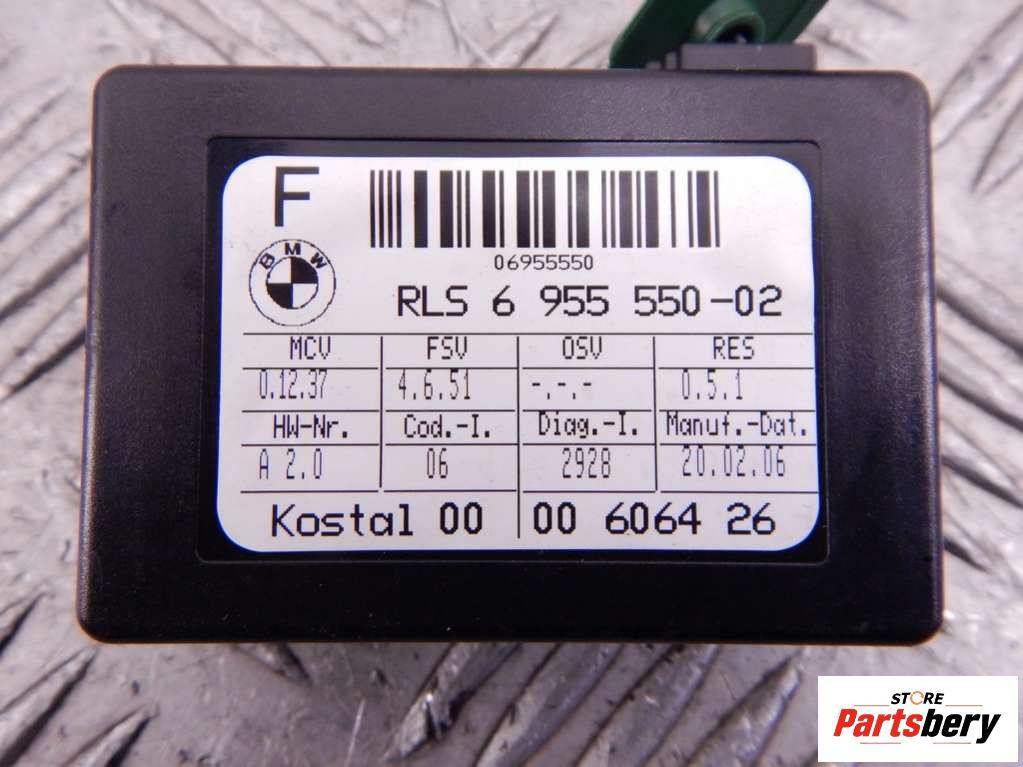 F
BMW
06955550
RLS 6 955 550-02
MCV FSV OSV RES
0.12.37 4.6.51 -.-.- 0.5.1
HW-Nr. Cod.-I. Diag.-I. Manuf.-Dat.
A 2.0 06 2928 20.02.06
Kostal 00 00 6064 26
STORE
Partsbery